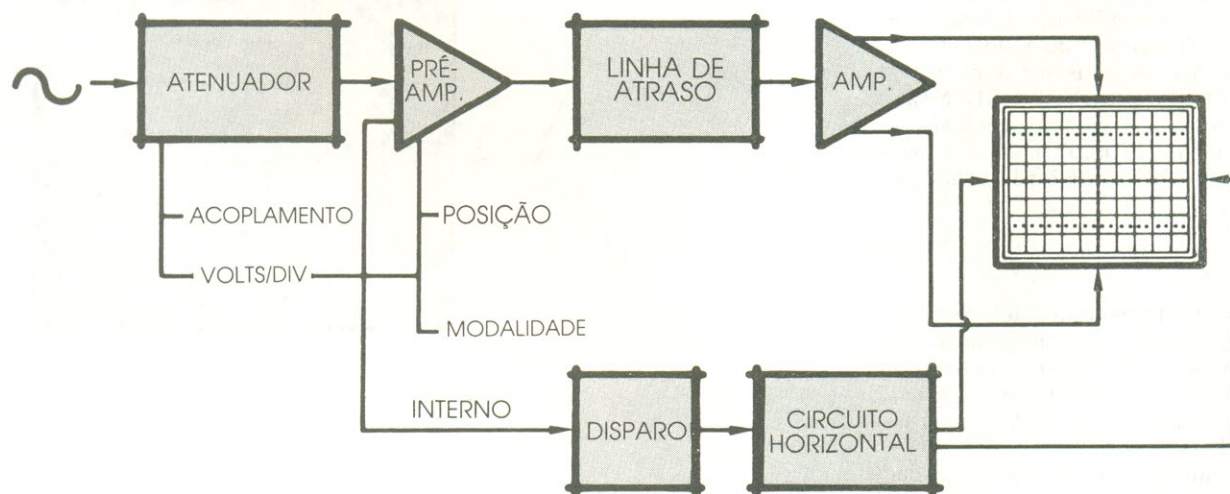 ATENUADOR
PRÉ-
AMP.
LINHA DE
ATRASO
AMP.
ACOPLAMENTO
POSIÇÃO
VOLTS/DIV
MODALIDADE
INTERNO
DISPARO
CIRCUITO
HORIZONTAL